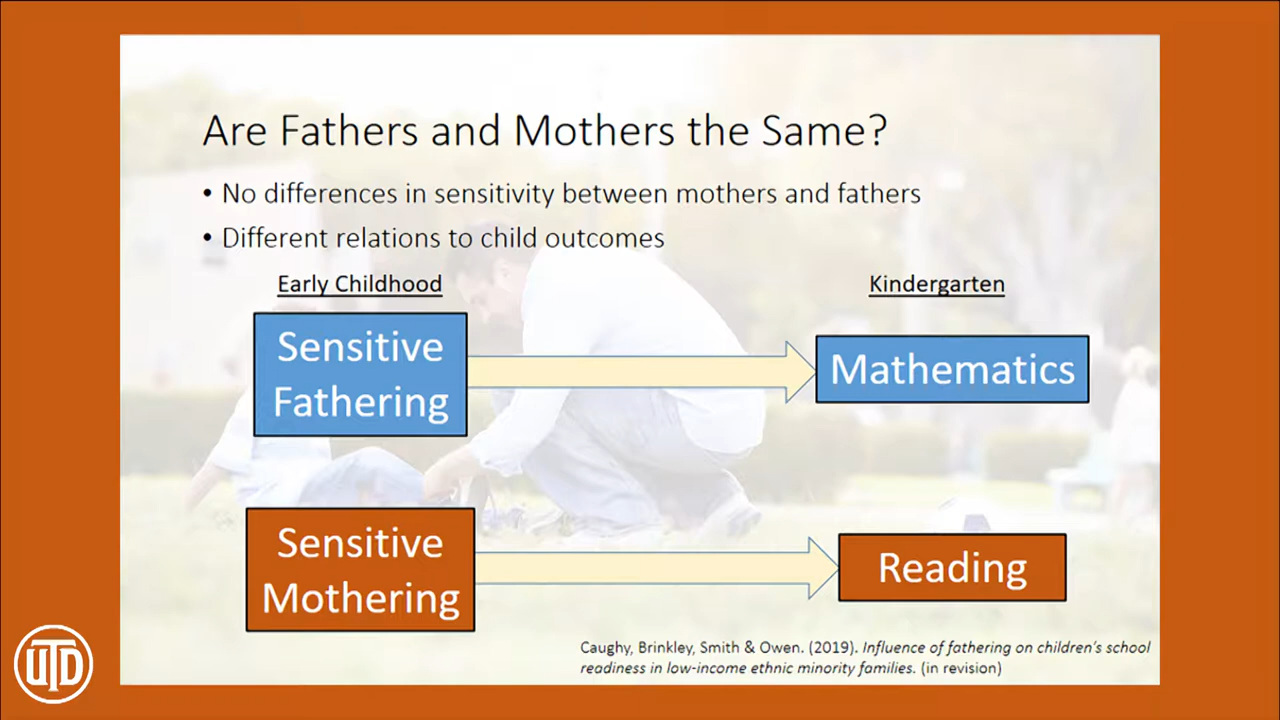 Are Fathers and Mothers the Same?
• No differences in sensitivity between mothers and fathers
• Different relations to child outcomes
Early Childhood
Kindergarten
Sensitive
Fathering
Mathematics
Sensitive
Mothering
Reading
Caughy, Brinkley, Smith & Owen. (2019). Influence of fathering on children's school
readiness in low-income ethnic minority families. (in revision)
UTD